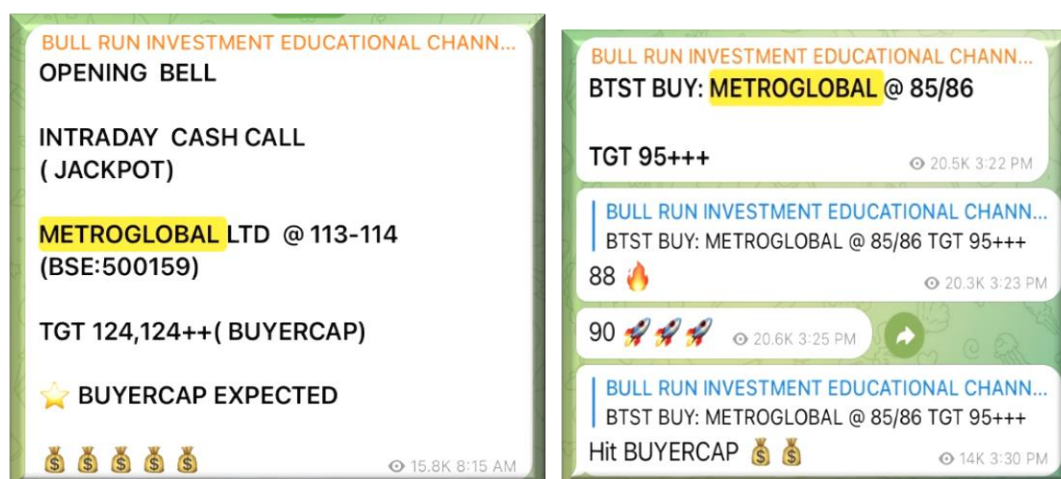 BULL RUN INVESTMENT EDUCATIONAL CHANN...
OPENING BELL
INTRADAY CASH CALL
( JACKPOT)
METROGLOBAL LTD @ 113-114
(BSE:500159)
TGT 124,124++( BUYERCAP)
⭐ BUYERCAP EXPECTED
💰 💰 💰 💰 💰 15.8K 8:15 AM
BULL RUN INVESTMENT EDUCATIONAL CHANN...
BTST BUY: METROGLOBAL @ 85/86
TGT 95+++ 20.5K 3:22 PM
BULL RUN INVESTMENT EDUCATIONAL CHANN...
BTST BUY: METROGLOBAL @ 85/86 TGT 95+++
88 🔥 20.3K 3:23 PM
90 🚀🚀🚀 20.6K 3:25 PM
BULL RUN INVESTMENT EDUCATIONAL CHANN...
BTST BUY: METROGLOBAL @ 85/86 TGT 95+++
Hit BUYERCAP 💰 💰 14K 3:30 PM